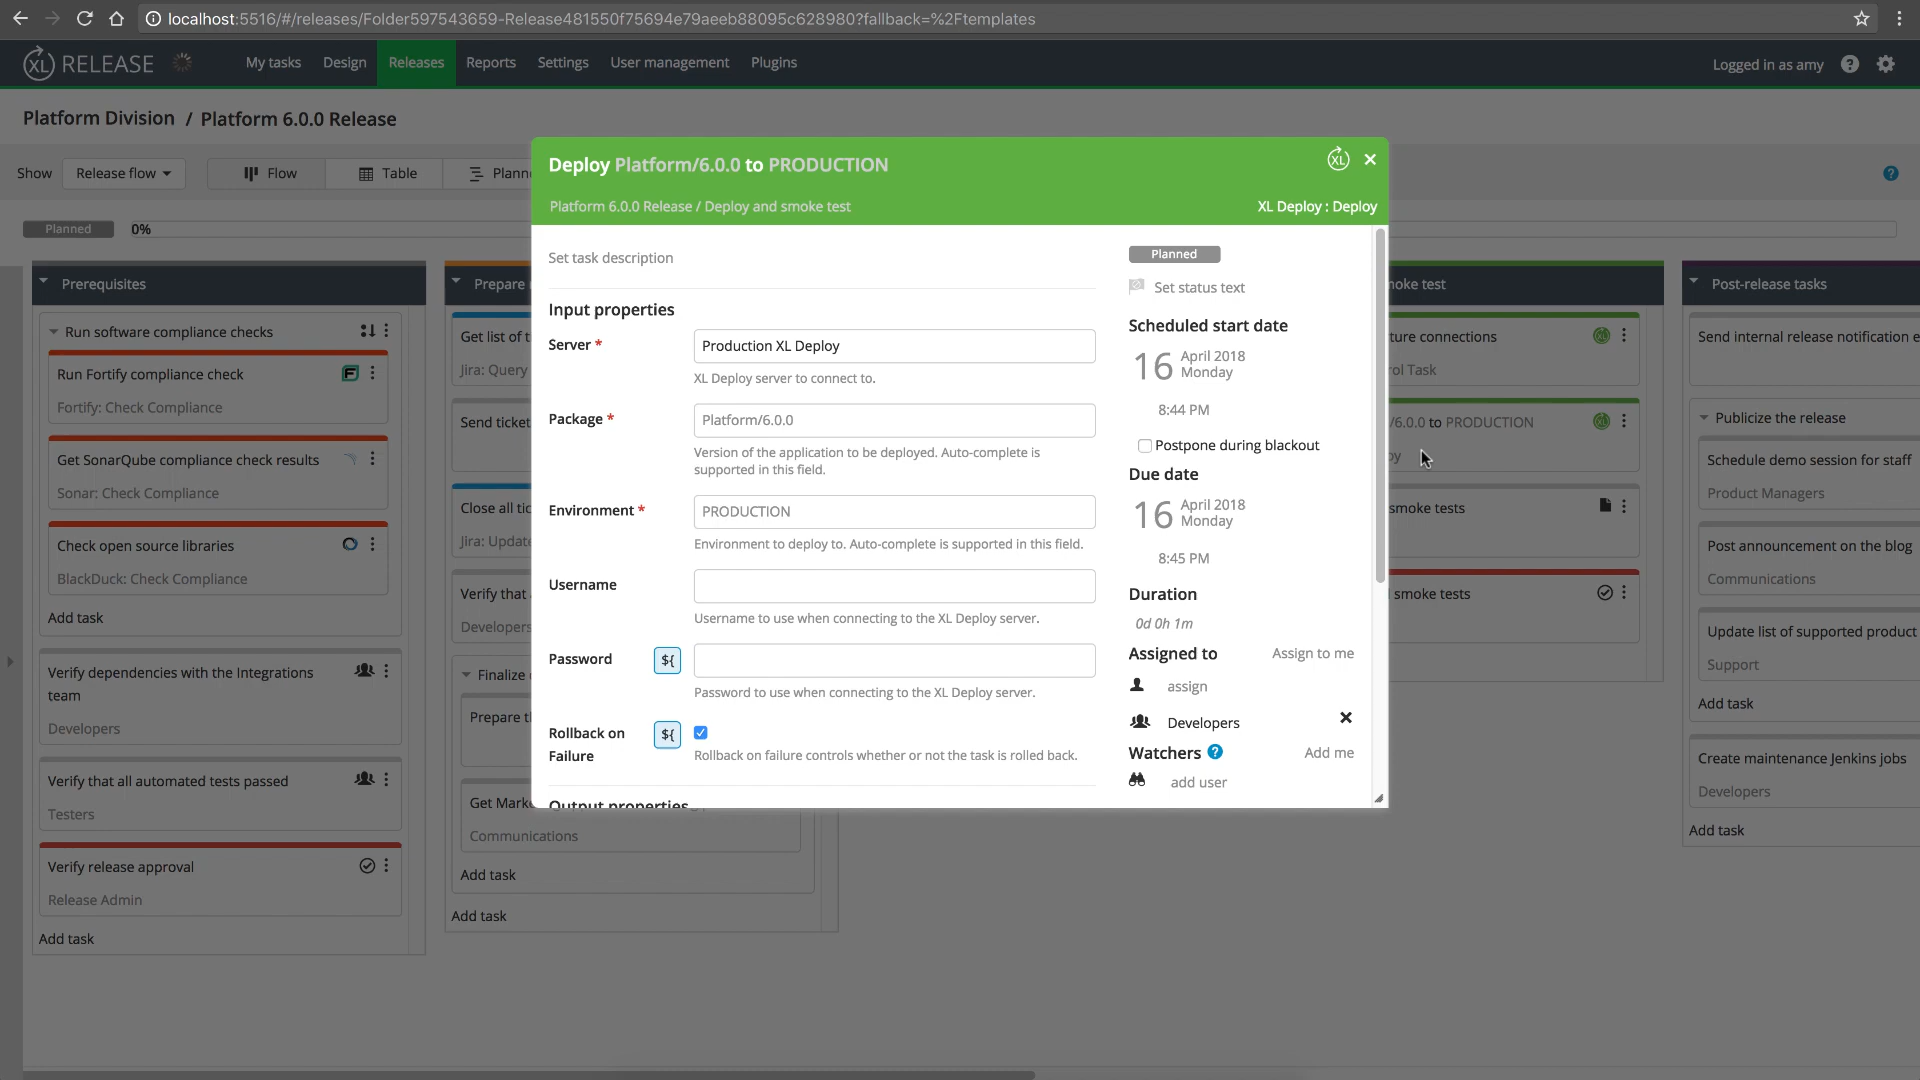 localhost:5516/#/releases/Folder597543659-Release481550f75694e79aeeb88095c628980?fallback=%2Ftemplates
XL RELEASE
My tasks
Design
Releases
Reports
Settings
User management
Plugins
Logged in as amy
Platform Division / Platform 6.0.0 Release
Show
Release flow
Flow
Table
Planned
0%
Deploy Platform/6.0.0 to PRODUCTION
XL
Platform 6.0.0 Release / Deploy and smoke test
XL Deploy : Deploy
Set task description
Input properties
Server *
Production XL Deploy
XL Deploy server to connect to.
Package *
Platform/6.0.0
Version of the application to be deployed. Auto-complete is
supported in this field.
Environment *
PRODUCTION
Environment to deploy to. Auto-complete is supported in this field.
Username
Username to use when connecting to the XL Deploy server.
Password
${
Password to use when connecting to the XL Deploy server.
Rollback on
Failure
${
Rollback on failure controls whether or not the task is rolled back.
Output properties
Planned
Set status text
Scheduled start date
16
April 2018
Monday
8:44 PM
Postpone during blackout
Due date
16
April 2018
Monday
8:45 PM
Duration
0d 0h 1m
Assigned to
Assign to me
assign
Developers
Watchers ?
Add me
add user
Prerequisites
Run software compliance checks
Run Fortify compliance check
Fortify: Check Compliance
Get SonarQube compliance check results
Sonar: Check Compliance
Check open source libraries
BlackDuck: Check Compliance
Add task
Verify dependencies with the Integrations
team
Developers
Verify that all automated tests passed
Testers
Verify release approval
Release Admin
Add task
Prepare
Get list of t
Jira: Query
Send ticket
Close all tic
Jira: Update
Verify that
Developers
Finalize
Prepare t
Get Mark
Communications
Add task
Add task
noke test
ture connections
rol Task
/6.0.0 to PRODUCTION
oy
smoke tests
smoke tests
Post-release tasks
Send internal release notification e
Publicize the release
Schedule demo session for staff
Product Managers
Post announcement on the blog
Communications
Update list of supported product
Support
Add task
Create maintenance Jenkins jobs
Developers
Add task